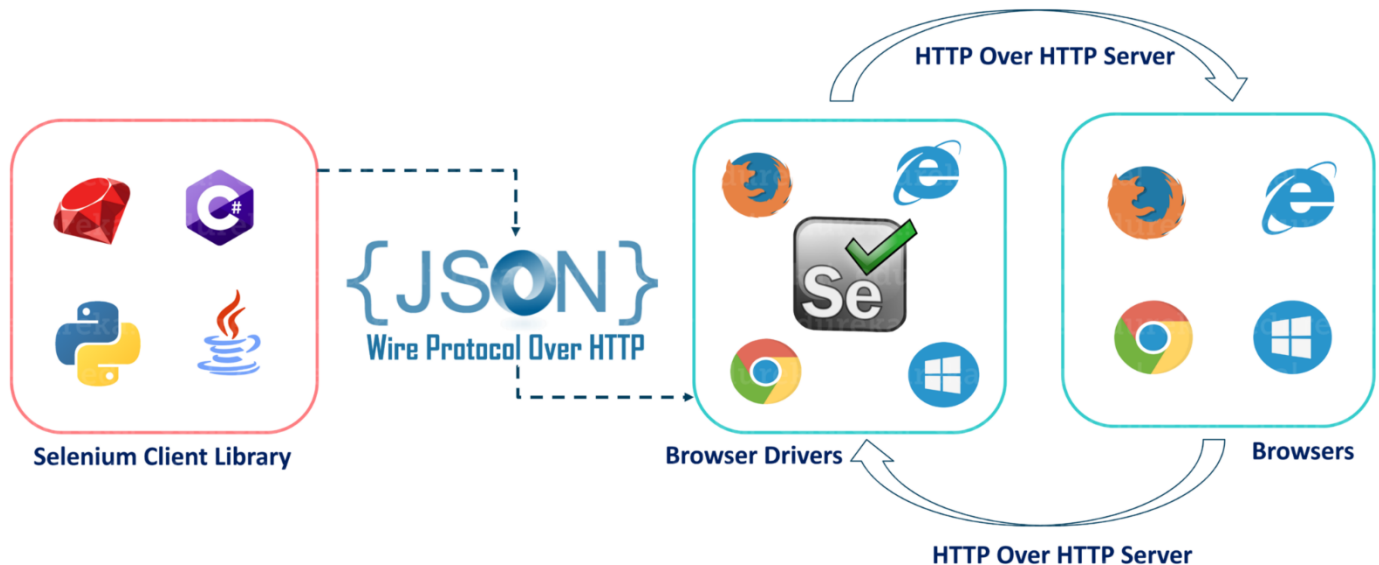 HTTP Over HTTP Server
C#
{JSON}
Wire Protocol Over HTTP
Se
Selenium Client Library
Browser Drivers
Browsers
HTTP Over HTTP Server